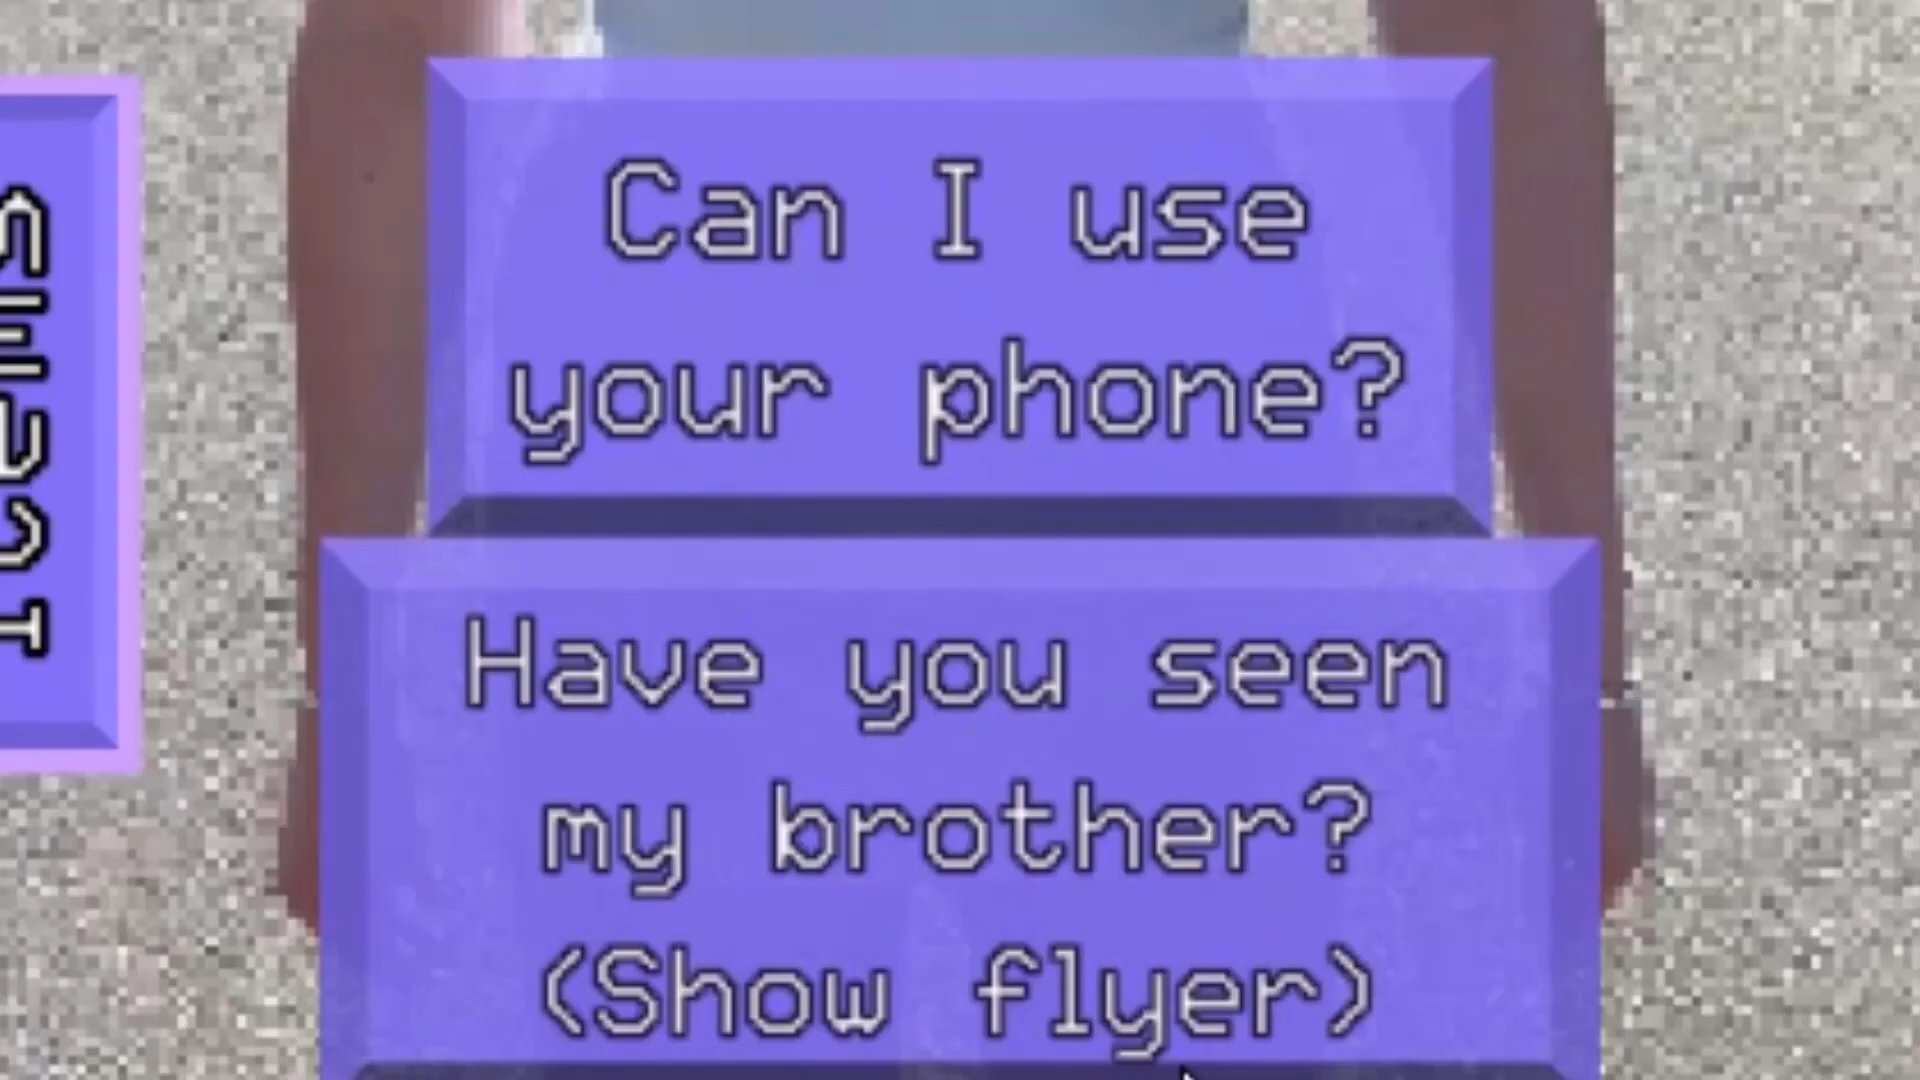 Can I use
your phone?
Have you seen
my brother?
(Show flyer)